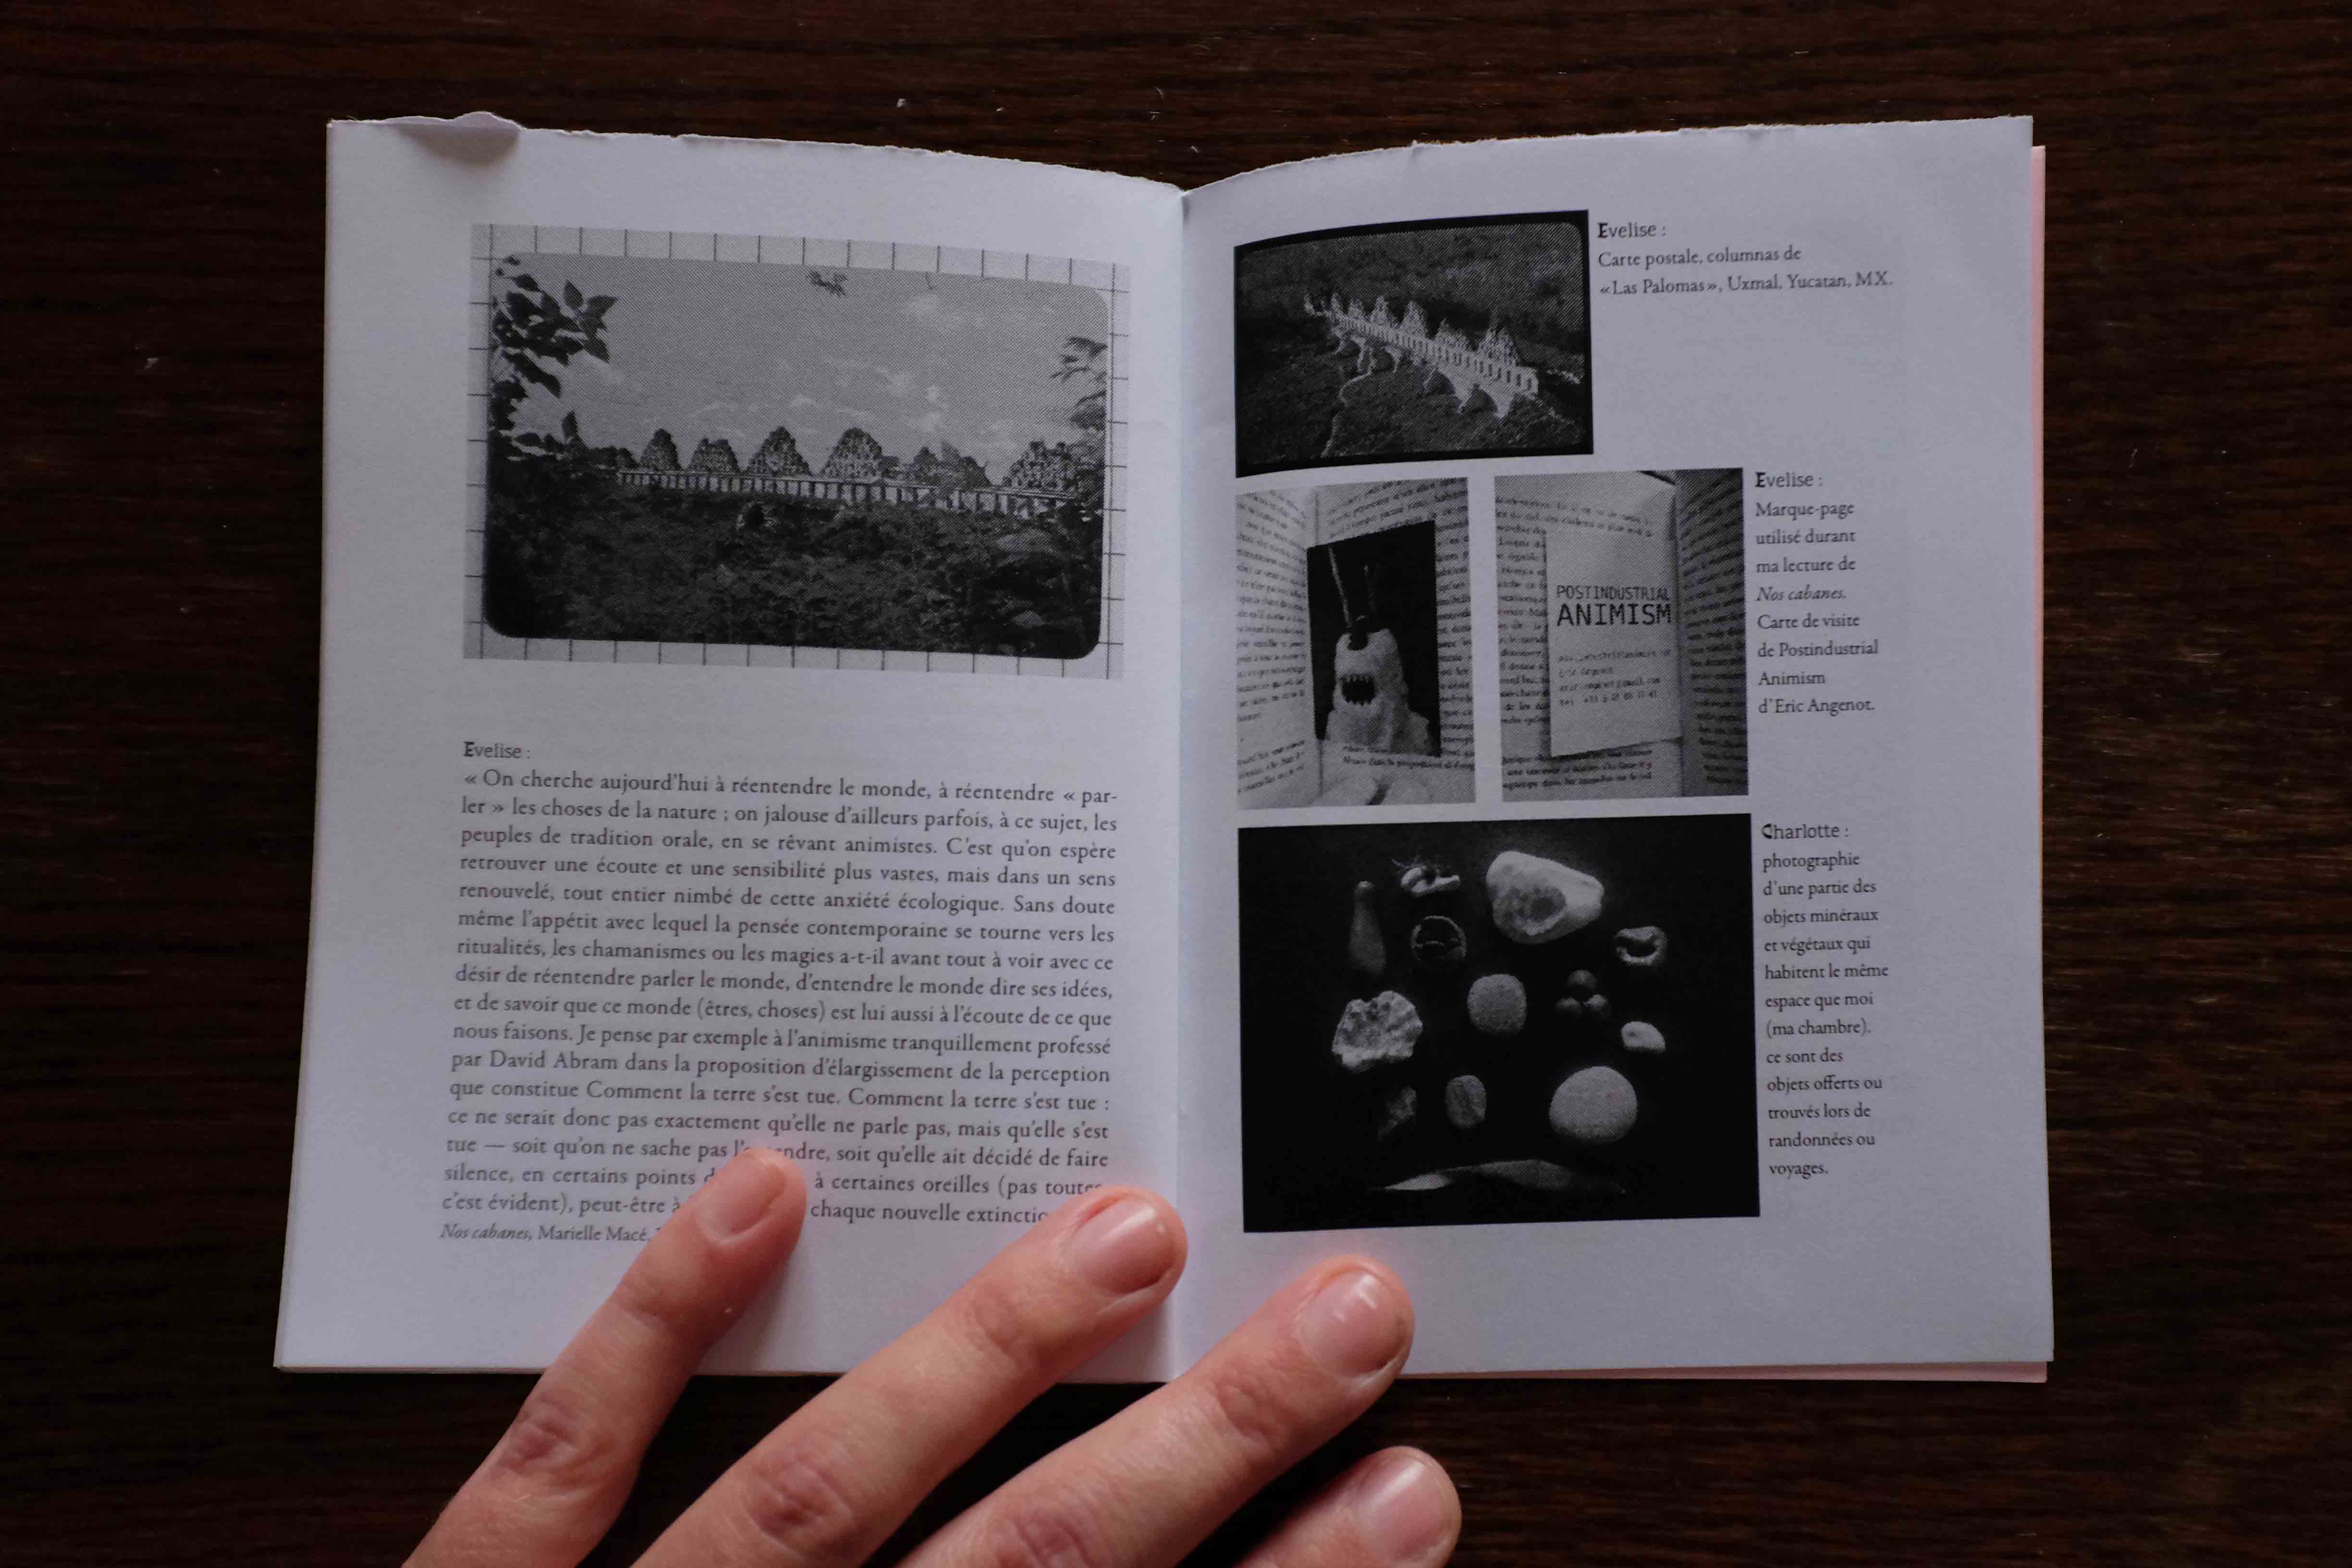 Evelise :
« On cherche aujourd'hui à réentendre le monde, à réentendre « par-
ler » les choses de la nature ; on jalouse d'ailleurs parfois, à ce sujet, les
peuples de tradition orale, en se rêvant animistes. C'est qu'on espère
retrouver une écoute et une sensibilité plus vastes, mais dans un sens
renouvelé, tout entier nimbé de cette anxiété écologique. Sans doute
même l'appétit avec lequel la pensée contemporaine se tourne vers les
ritualités, les chamanismes ou les magies a-t-il avant tout à voir avec ce
désir de réentendre parler le monde, d'entendre le monde dire ses idées,
et de savoir que ce monde (êtres, choses) est lui aussi à l'écoute de ce que
nous faisons. Je pense par exemple à l'animisme tranquillement professé
par David Abram dans la proposition d'élargissement de la perception
que constitue Comment la terre s'est tue. Comment la terre s'est tue :
ce ne serait donc pas exactement qu'elle ne parle pas, mais qu'elle s'est
tue — soit qu'on ne sache pas soit qu'elle ait décidé de faire
silence, en certains points à certaines oreilles (pas toutes
c'est évident), peut-être à chaque nouvelle
Nos cabanes, Marielle Macé,
Evelise :
Carte postale, columnas de
«Las Palomas», Uxmal, Yucatan, MX.
POSTINDUSTRIAL
ANIMISM
Evelise :
Marque-page
utilisé durant
ma lecture de
Nos cabanes.
Carte de visite
de Postindustrial
Animism
d'Eric Angenot.
Charlotte :
photographie
d'une partie des
objets minéraux
et végétaux qui
habitent le même
espace que moi
(ma chambre).
ce sont des
objets offerts ou
trouvés lors de
randonnées ou
voyages.